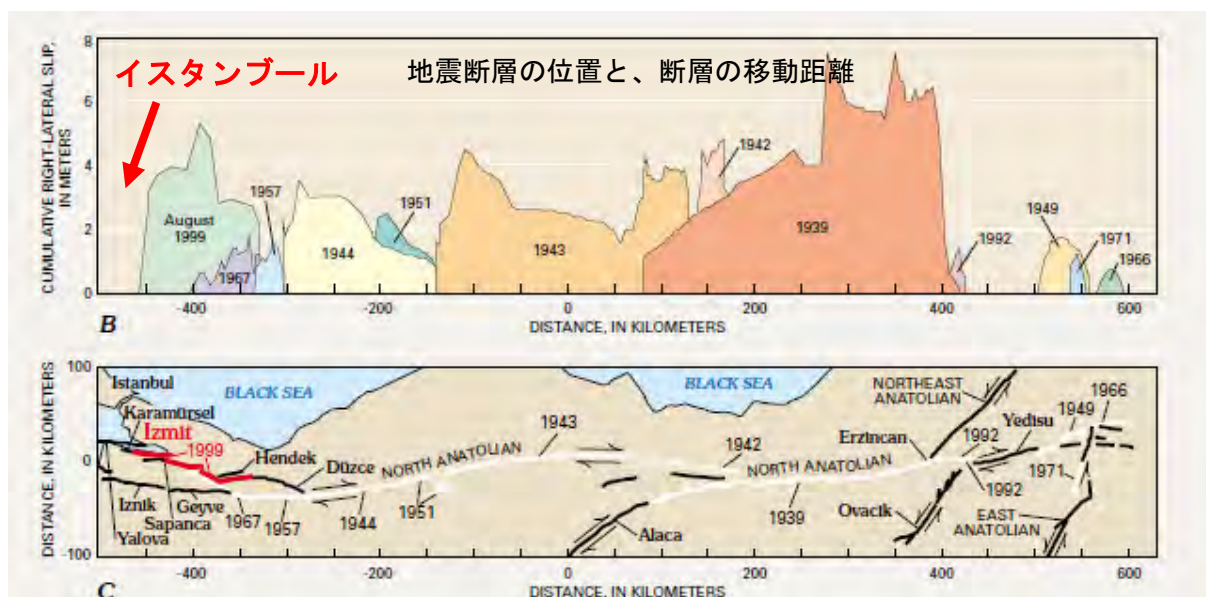 イスタンブール
地震断層の位置と、断層の移動距離
CUMULATIVE RIGHT-LATERAL SLIP,
IN METERS
8
6
4
2
0
August
1999
1967
1957
1944
1951
1943
1942
1939
1992
1949
1971
1966
-400
-200
0
200
400
600
B
DISTANCE, IN KILOMETERS
DISTANCE, IN KILOMETERS
100
0
-100
Istanbul
Karamürsel
Izmit
1999
BLACK SEA
Hendek
Düzce
NORTH ANATOLIAN
1943
Iznik
Geyve
Sapanca
Yalova
1967
1957
1944
1951
BLACK SEA
1942
NORTH ANATOLIAN
Alaca
1939
NORTHEAST
ANATOLIAN
Erzincan
1992
Yedisu
1949
1966
1992
1971
Ovacik
EAST
ANATOLIAN
-400
-200
0
200
400
600
C
DISTANCE, IN KILOMETERS